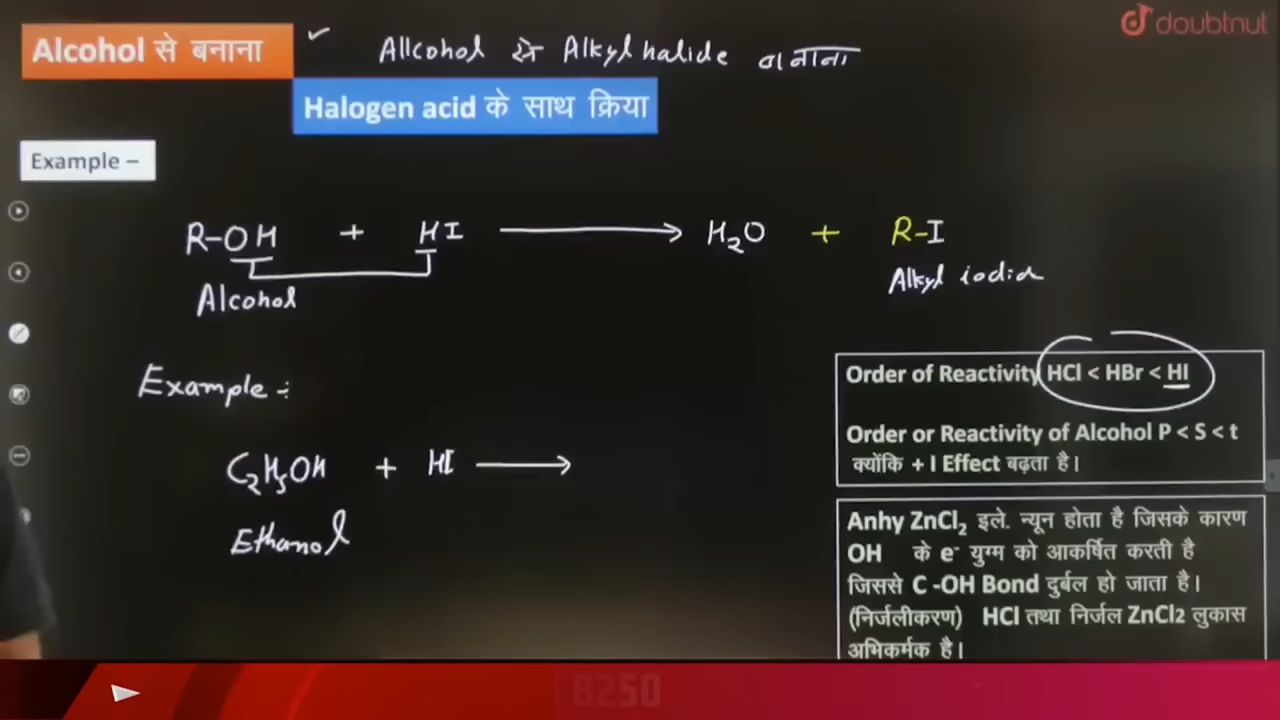 doubtnut
Alcohol से बनाना
Allcohol से Alkyl halide बनाना
Halogen acid के साथ क्रिया
Example –
R-OH + HI → H2O + R-I
Alcohol
Alkyl iodid
Order of Reactivity HCl < HBr < HI
Order or Reactivity of Alcohol P < S < t
क्योंकि + I Effect बढ़ता है।
Example :
C2H5OH + HI →
Ethanol
Anhy ZnCl2 इले. न्यून होता है जिसके कारण
OH के e- युग्म को आकर्षित करती है
जिससे C -OH Bond दुर्बल हो जाता है।
(निर्जलीकरण) HCl तथा निर्जल ZnCl2 लुकास
अभिकर्मक है।
8250